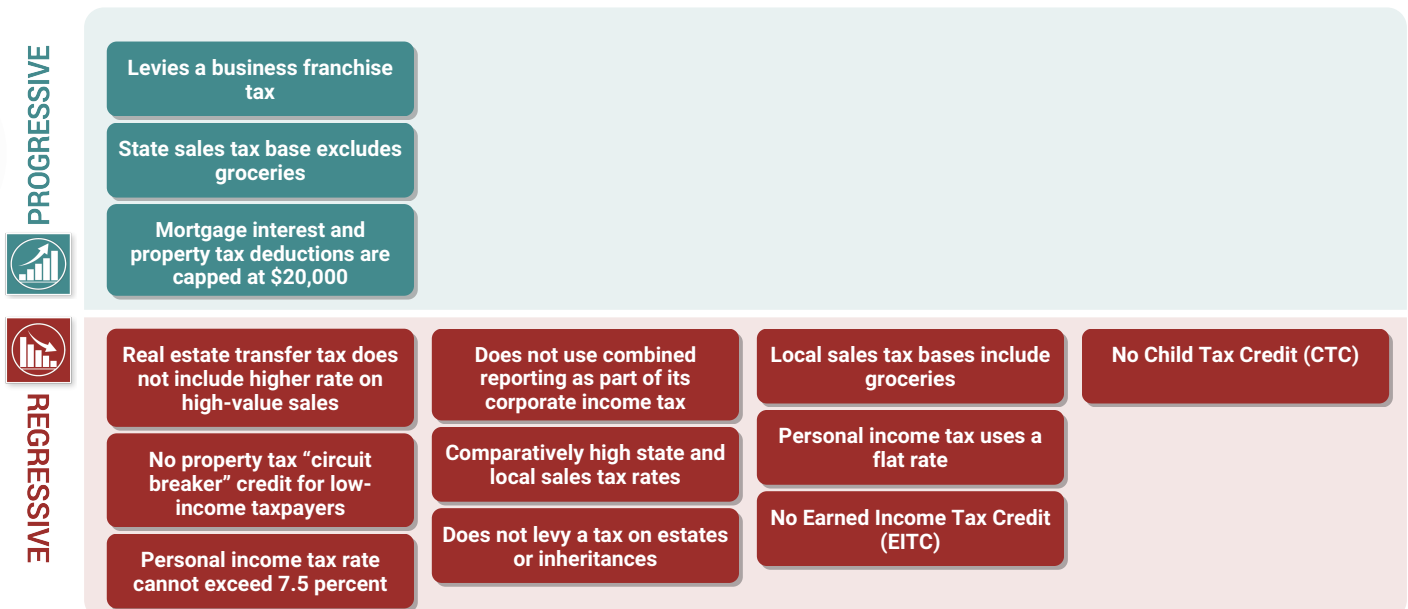 PROGRESSIVE
Levies a business franchise
tax
State sales tax base excludes
groceries
Mortgage interest and
property tax deductions are
capped at $20,000
REGRESSIVE
Real estate transfer tax does
not include higher rate on
high-value sales
No property tax “circuit
breaker” credit for low-
income taxpayers
Personal income tax rate
cannot exceed 7.5 percent
Does not use combined
reporting as part of its
corporate income tax
Comparatively high state and
local sales tax rates
Does not levy a tax on estates
or inheritances
Local sales tax bases include
groceries
Personal income tax uses a
flat rate
No Earned Income Tax Credit
(EITC)
No Child Tax Credit (CTC)